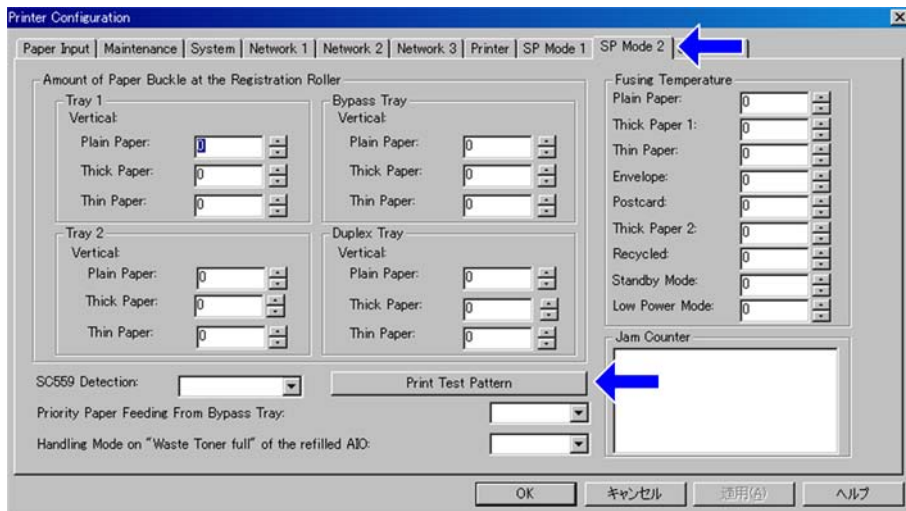 Printer Configuration
Paper Input Maintenance System Network 1 Network 2 Network 3 Printer SP Mode 1 SP Mode 2
Amount of Paper Buckle at the Registration Roller
Tray 1
Vertical:
Plain Paper: 0
Thick Paper: 0
Thin Paper: 0
Bypass Tray
Vertical:
Plain Paper: 0
Thick Paper: 0
Thin Paper: 0
Tray 2
Vertical:
Plain Paper: 0
Thick Paper: 0
Thin Paper: 0
Duplex Tray
Vertical:
Plain Paper: 0
Thick Paper: 0
Thin Paper: 0
Fusing Temperature
Plain Paper: 0
Thick Paper 1: 0
Thin Paper: 0
Envelope: 0
Postcard: 0
Thick Paper 2: 0
Recycled: 0
Standby Mode: 0
Low Power Mode: 0
Jam Counter
SC559 Detection:
Print Test Pattern
Priority Paper Feeding From Bypass Tray:
Handling Mode on "Waste Toner full" of the refilled AIO:
OK キャンセル 適用(A) ヘルプ